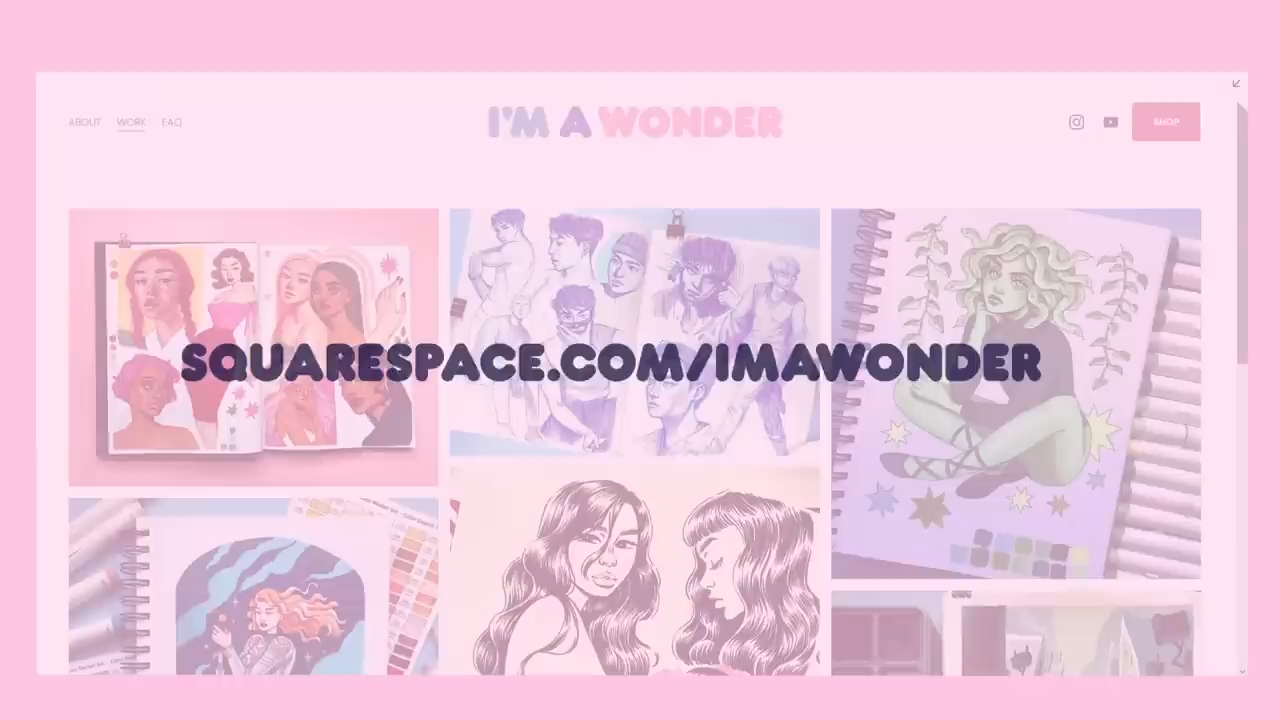 ABOUT WORK FAQ I'M A WONDER SHOP
SQUARESPACE.COM/IMAWONDER